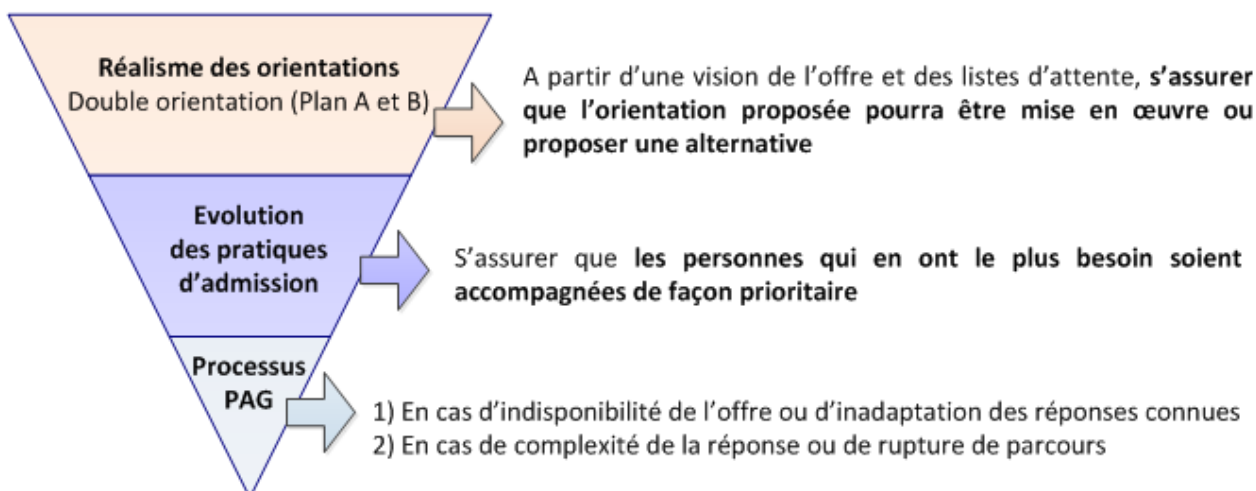 Réalisme des orientations
Double orientation (Plan A et B)
A partir d'une vision de l'offre et des listes d'attente, s'assurer
que l'orientation proposée pourra être mise en œuvre ou
proposer une alternative
Evolution
des pratiques
d'admission
S'assurer que les personnes qui en ont le plus besoin soient
accompagnées de façon prioritaire
Processus
PAG
1) En cas d'indisponibilité de l'offre ou d'inadaptation des réponses connues
2) En cas de complexité de la réponse ou de rupture de parcours